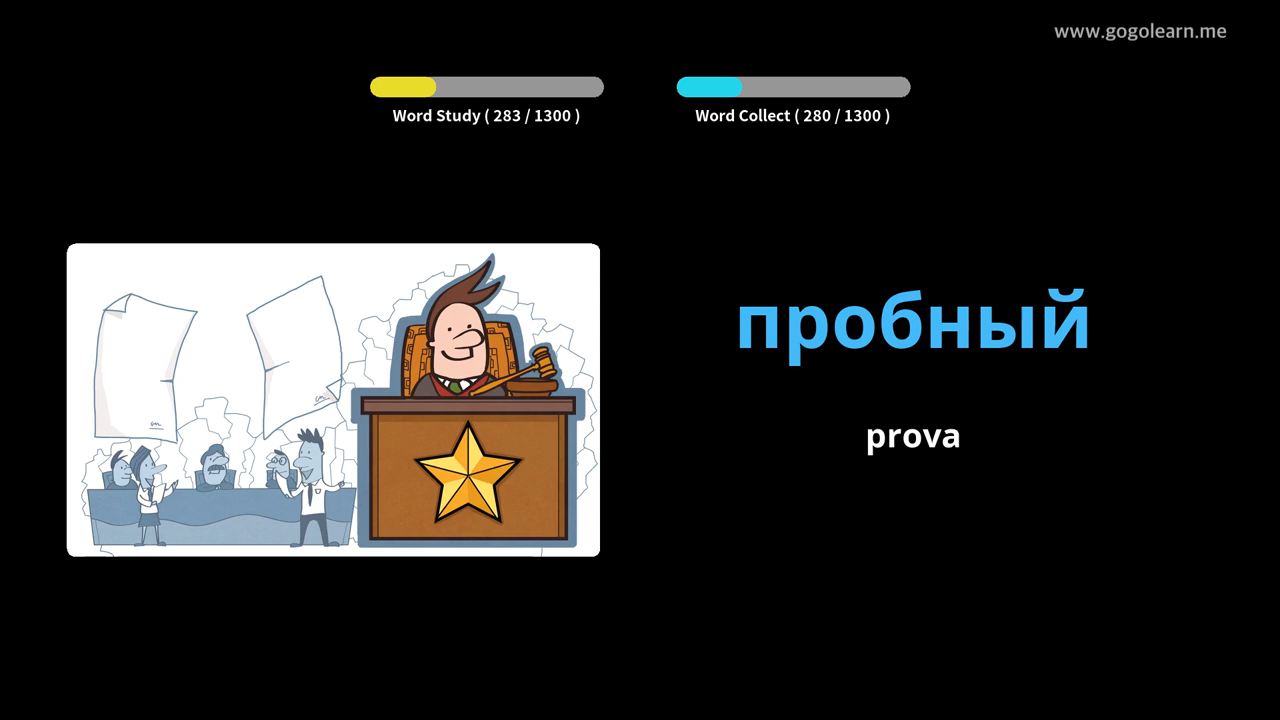 www.gogolearn.me
Word Study ( 283 / 1300 )
Word Collect ( 280 / 1300 )
пробный
prova